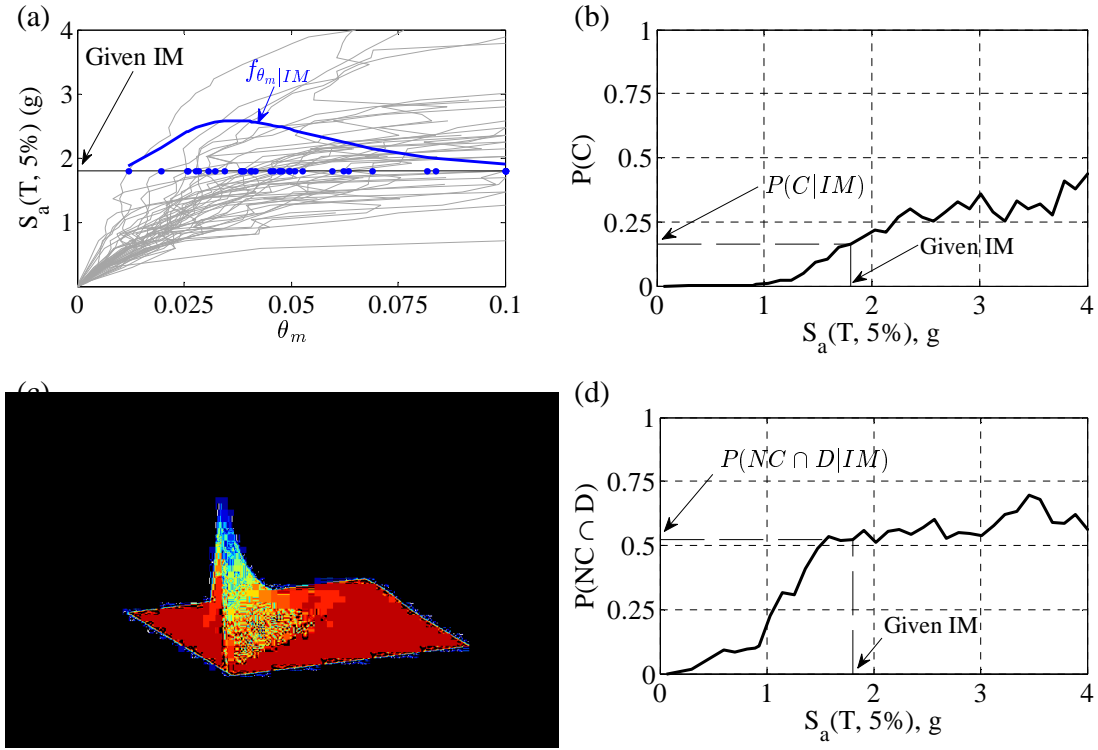 (a)
4
3
2
1
S_a(T, 5%) (g)
Given IM
f_{θ_m|IM}
0
0.025
0.05
0.075
0.1
θ_m
(b)
1
0.75
0.5
0.25
0
P(C)
P(C|IM)
Given IM
0
1
2
3
4
S_a(T, 5%), g
(d)
1
0.75
0.5
0.25
0
P(NC ∩ D)
P(NC ∩ D|IM)
Given IM
0
1
2
3
4
S_a(T, 5%), g